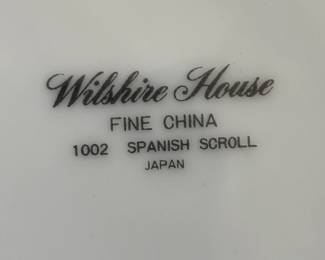 Wilshire House
FINE CHINA
1002 SPANISH SCROLL
JAPAN